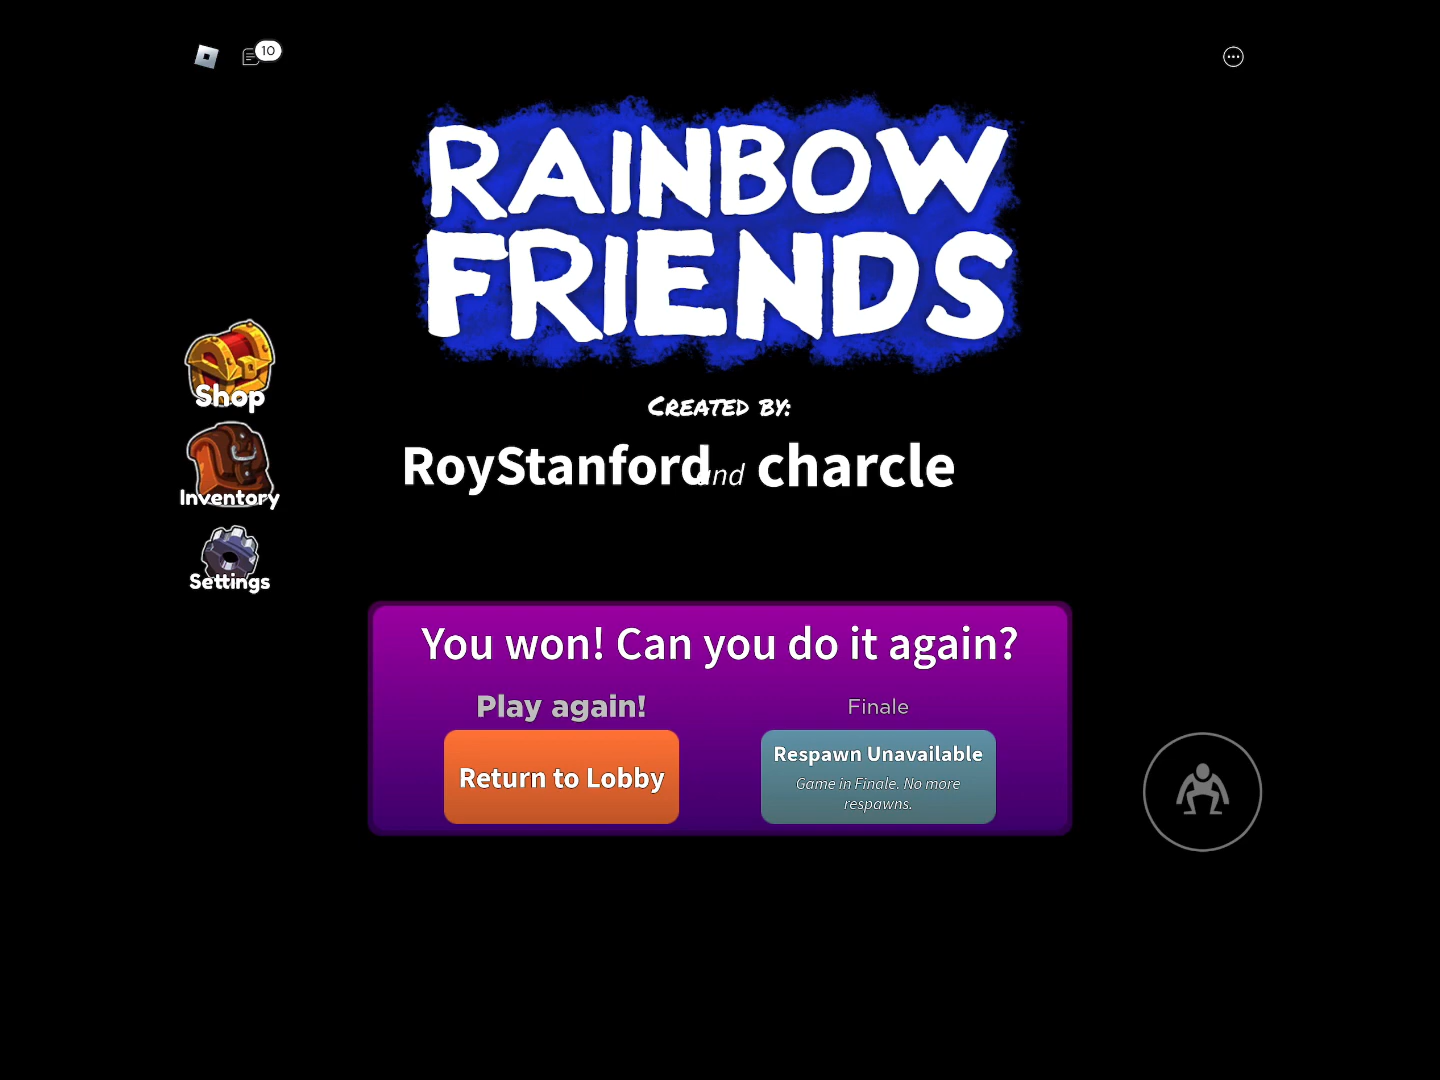 10
RAINBOW
FRIENDS
CREATED BY:
RoyStanford and charcle
Shop
Inventory
Settings
You won! Can you do it again?
Play again!
Return to Lobby
Finale
Respawn Unavailable
Game in Finale. No more
respawns.